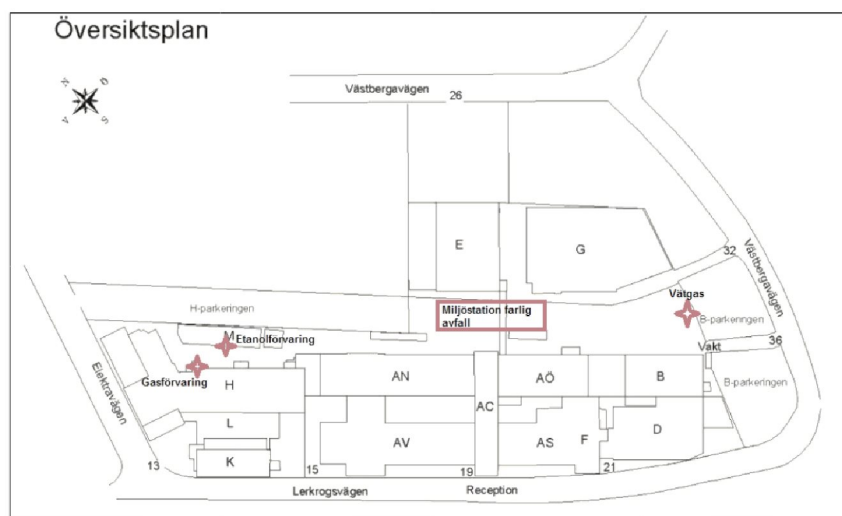 Översiktsplan
N
O
V
S
Västbergavägen
26
E
G
32
Västbergavägen
H-parkeringen
Miljöstation farlig
avfall
Vätgas
B-parkeringen
M
Etanolförvaring
Vakt
36
Gasförvaring
H
AN
AC
AÖ
B
B-parkeringen
Elektravägen
L
AV
AS
F
D
K
13
15
19
21
Lerkrogsvägen
Reception